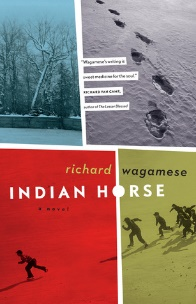 "Wagamese's writing is
sweet medicine for the soul."
RICHARD VAN CAMP,
author of The Lesser Blessed
richard wagamese
INDIAN HORSE
a novel